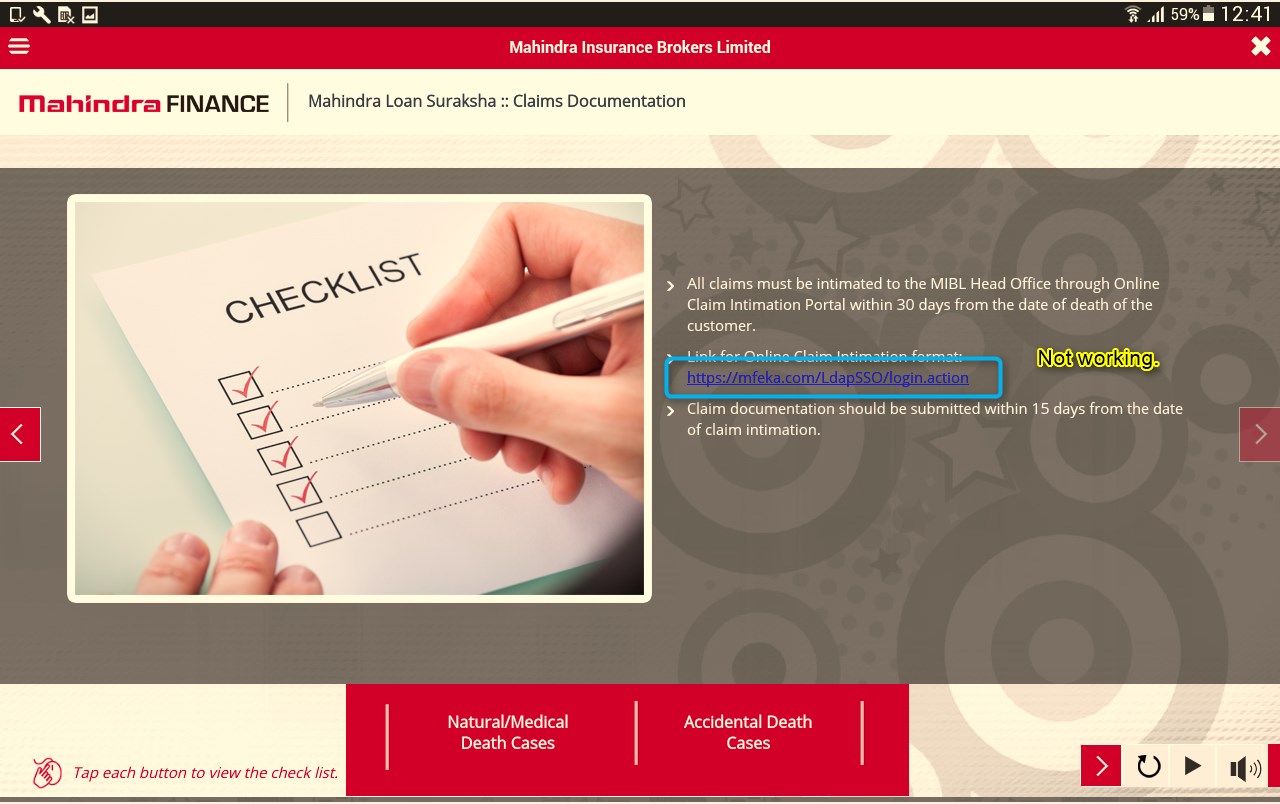 59% 12:41
Mahindra Insurance Brokers Limited
Mahindra FINANCE
Mahindra Loan Suraksha :: Claims Documentation
CHECKLIST
All claims must be intimated to the MIBL Head Office through Online
Claim Intimation Portal within 30 days from the date of death of the
customer.
Link for Online Claim Intimation format:
https://mfeka.com/LdapSSO/login.action
Not working.
Claim documentation should be submitted within 15 days from the date
of claim intimation.
Natural/Medical
Death Cases
Accidental Death
Cases
Tap each button to view the check list.